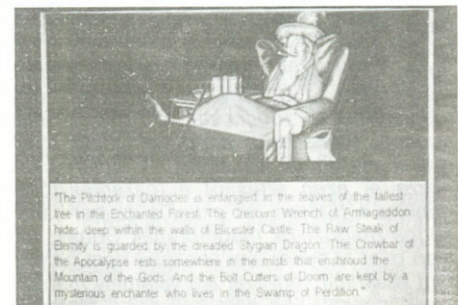 "The Pitchfork of Damocles is entangled in the leaves of the tallest
tree in the Enchanted Forest. The Crescent Wrench of Armageddon
hides deep within the walls of Blicester Castle. The Raw Steak of
Eternity is guarded by the dreaded Stygian Dragon. The Crowbar of
the Apocalypse rests somewhere in the mists that enshroud the
Mountain of the Gods. And the Bolt Cutters of Doom are kept by a
mysterious enchanter who lives in the Swamp of Perdition."